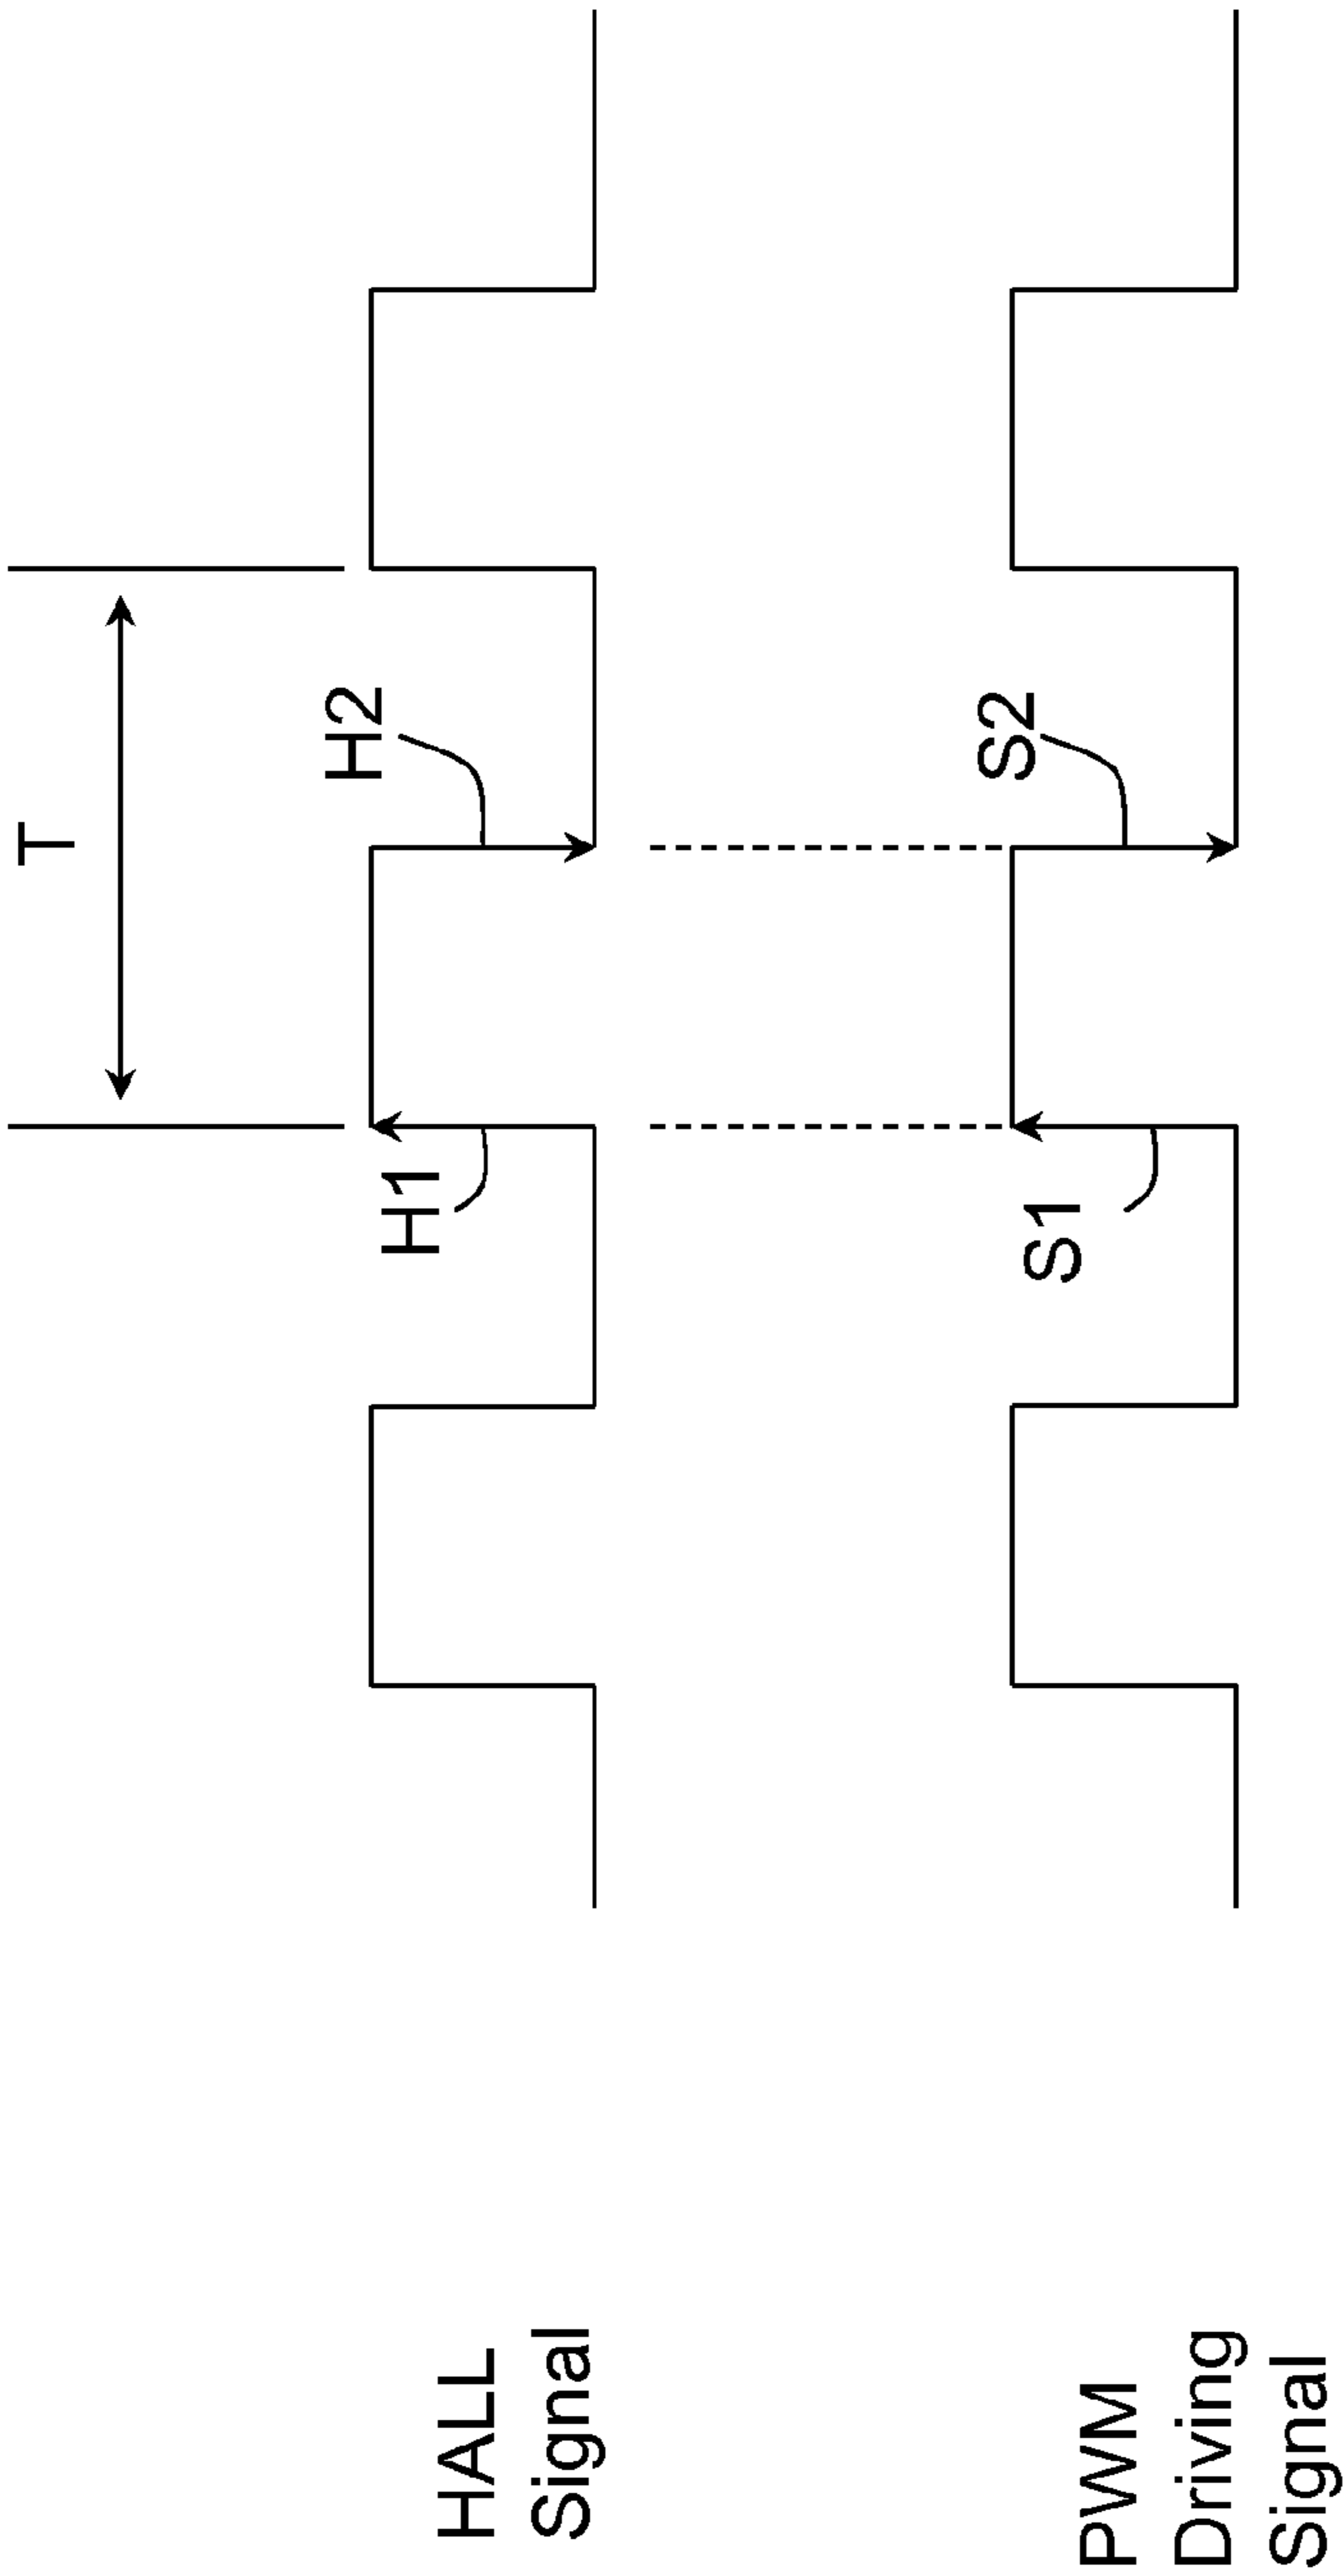 T
HALL
Signal
H1
H2
PWM
Driving
Signal
S1
S2